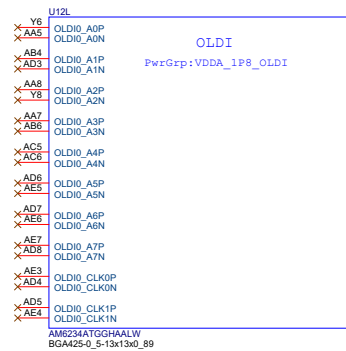 U12L
Y6 OLDI0_A0P
AA5 OLDI0_A0N
OLDI
AB4 OLDI0_A1P
PwrGrp:VDDA_1P8_OLDI
AD3 OLDI0_A1N
AA8 OLDI0_A2P
Y8 OLDI0_A2N
AA7 OLDI0_A3P
AB6 OLDI0_A3N
AC5 OLDI0_A4P
AC6 OLDI0_A4N
AD6 OLDI0_A5P
AE5 OLDI0_A5N
AD7 OLDI0_A6P
AE6 OLDI0_A6N
AE7 OLDI0_A7P
AD8 OLDI0_A7N
AE3 OLDI0_CLK0P
AD4 OLDI0_CLK0N
AD5 OLDI0_CLK1P
AE4 OLDI0_CLK1N
AM6234ATGGHAALW
BGA425-0_5-13x13x0_89